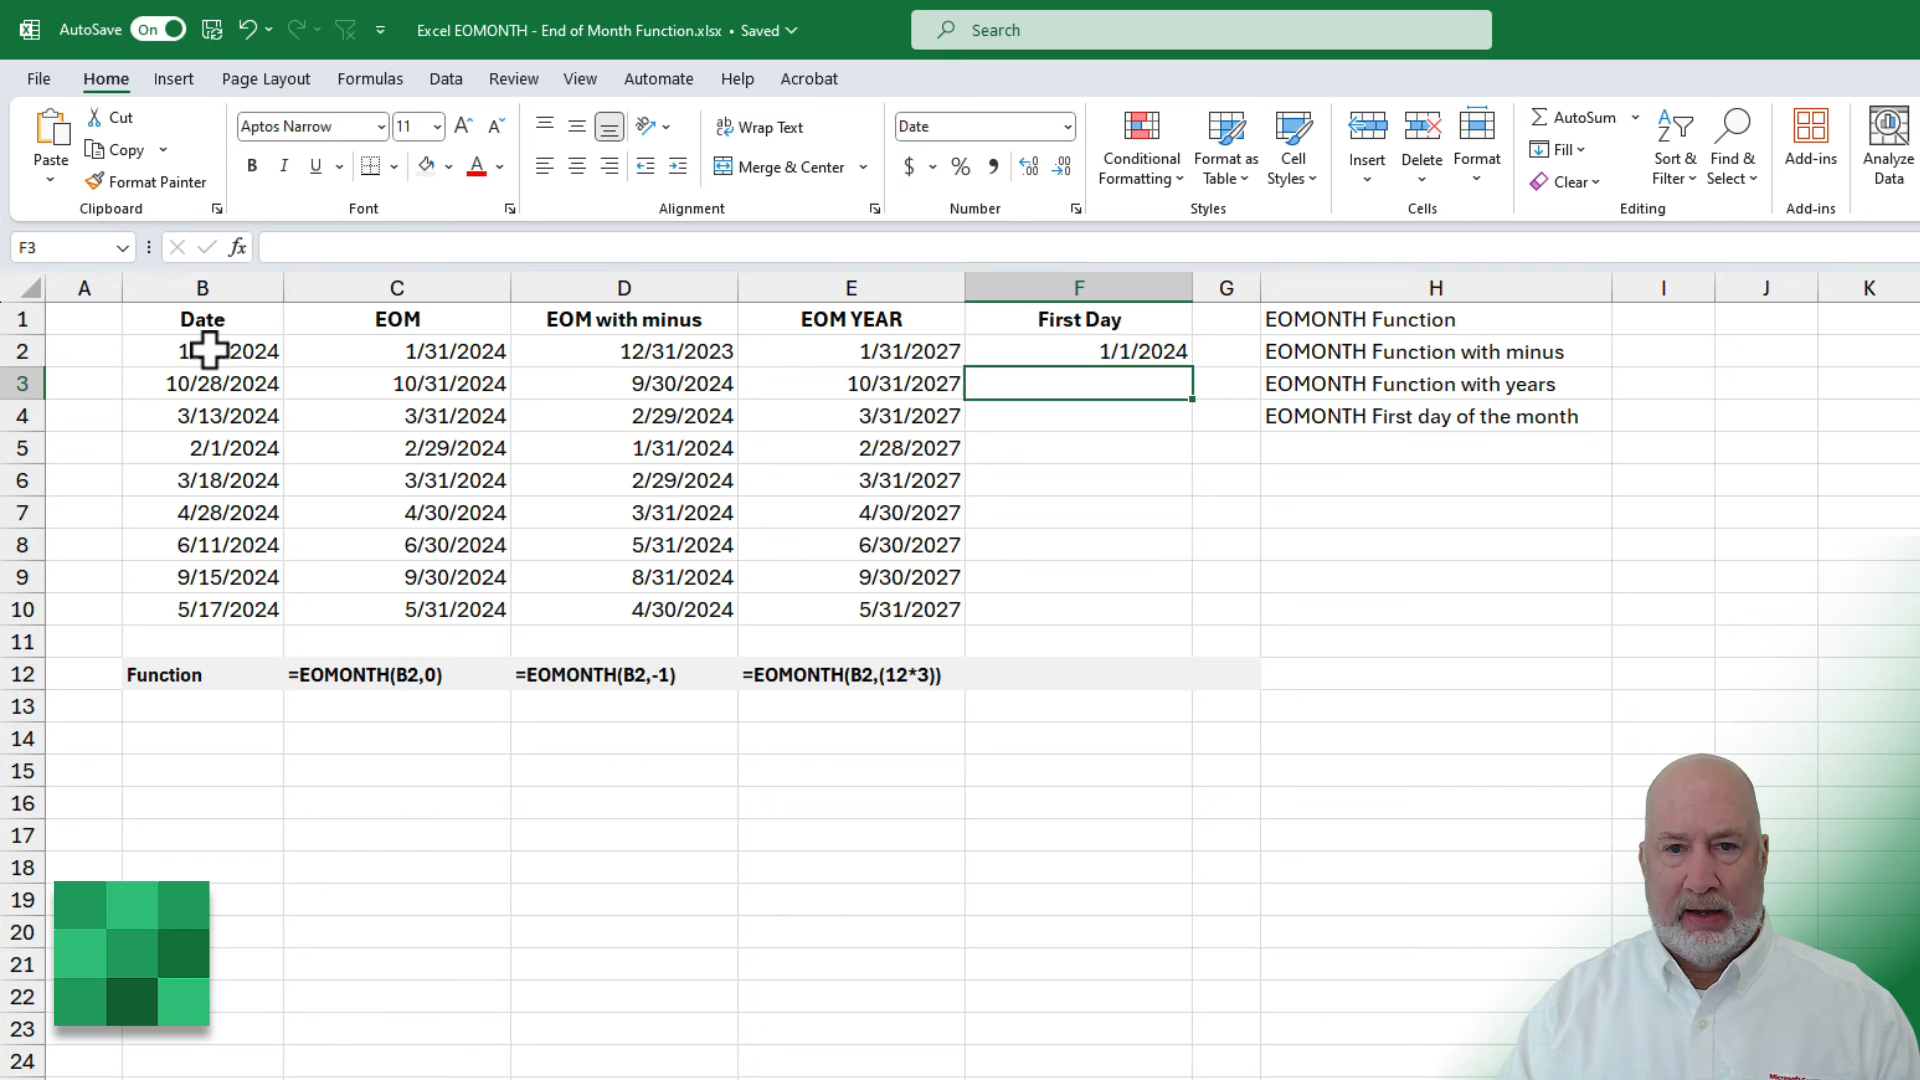 AutoSave On Excel EOMONTH - End of Month Function.xlsx • Saved Search
File Home Insert Page Layout Formulas Data Review View Automate Help Acrobat
Paste Cut Copy Format Painter Clipboard
Aptos Narrow 11 B I U Font
ab Wrap Text Merge & Center Alignment
Date $ % Number
Conditional Formatting Format as Table Cell Styles Styles
Insert Delete Format Cells
AutoSum Fill Clear Sort & Filter Find & Select Editing
Add-ins Add-ins
Analyze Data
F3 fx
A B C D E F G H I J K
1 Date EOM EOM with minus EOM YEAR First Day EOMONTH Function
2 2024 1/31/2024 12/31/2023 1/31/2027 1/1/2024 EOMONTH Function with minus
3 10/28/2024 10/31/2024 9/30/2024 10/31/2027 EOMONTH Function with years
4 3/13/2024 3/31/2024 2/29/2024 3/31/2027 EOMONTH First day of the month
5 2/1/2024 2/29/2024 1/31/2024 2/28/2027
6 3/18/2024 3/31/2024 2/29/2024 3/31/2027
7 4/28/2024 4/30/2024 3/31/2024 4/30/2027
8 6/11/2024 6/30/2024 5/31/2024 6/30/2027
9 9/15/2024 9/30/2024 8/31/2024 9/30/2027
10 5/17/2024 5/31/2024 4/30/2024 5/31/2027
11
12 Function =EOMONTH(B2,0) =EOMONTH(B2,-1) =EOMONTH(B2,(12*3))
13
14
15
16
17
18
19
20
21
22
23
24